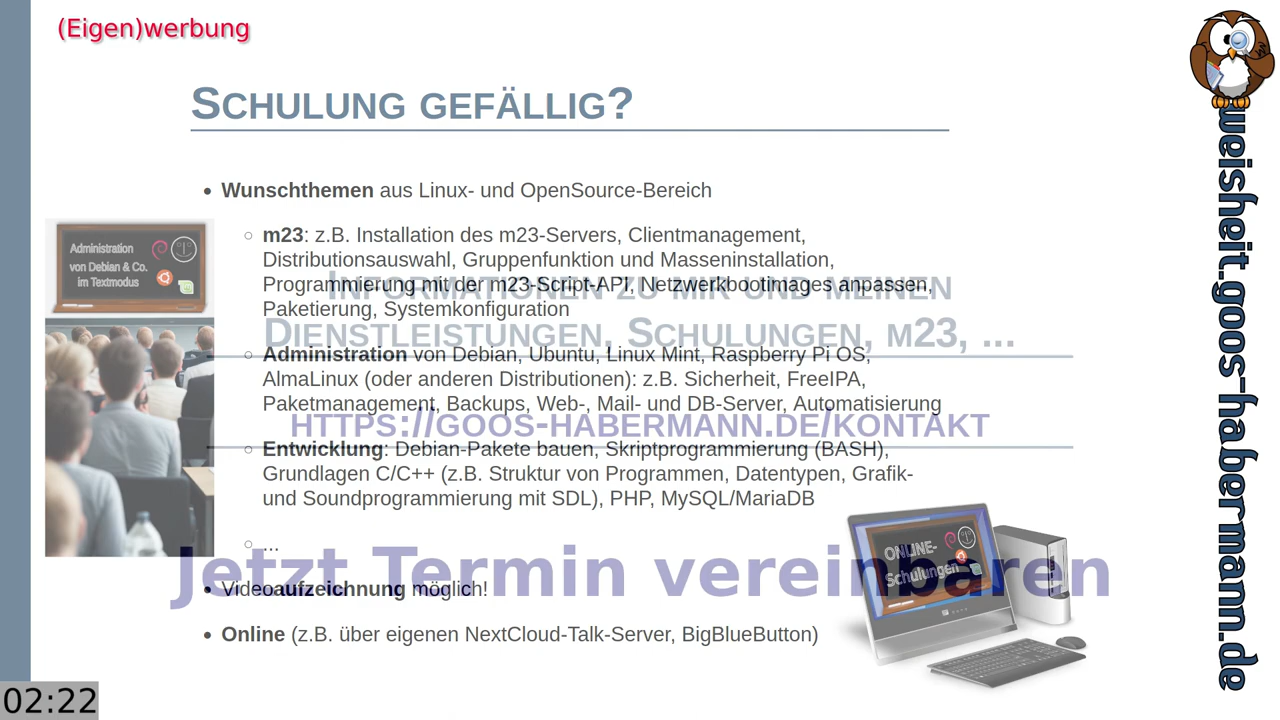 (Eigen)werbung
SCHULUNG GEFÄLLIG?
• Wunschthemen aus Linux- und OpenSource-Bereich
○ m23: z.B. Installation des m23-Servers, Clientmanagement,
Distributionsauswahl, Gruppenfunktion und Masseninstallation,
Programmierung mit der m23-Script-API, Netzwerkbootimages anpassen,
Paketierung, Systemkonfiguration
○ Administration von Debian, Ubuntu, Linux Mint, Raspberry Pi OS,
AlmaLinux (oder anderen Distributionen): z.B. Sicherheit, FreeIPA,
Paketmanagement, Backups, Web-, Mail- und DB-Server, Automatisierung
○ Entwicklung: Debian-Pakete bauen, Skriptprogrammierung (BASH),
Grundlagen C/C++ (z.B. Struktur von Programmen, Datentypen, Grafik-
und Soundprogrammierung mit SDL), PHP, MySQL/MariaDB
○ ...
• Videoaufzeichnung möglich!
• Online (z.B. über eigenen NextCloud-Talk-Server, BigBlueButton)
INFORMATIONEN ZU MIR UND MEINEN
DIENSTLEISTUNGEN, SCHULUNGEN, M23, ...
HTTPS://GOOS-HABERMANN.DE/KONTAKT
Jetzt Termin vereinbaren
Administration
von Debian & Co.
im Textmodus
ONLINE-
Schulungen
weisheit.goos-habermann.de
02:22